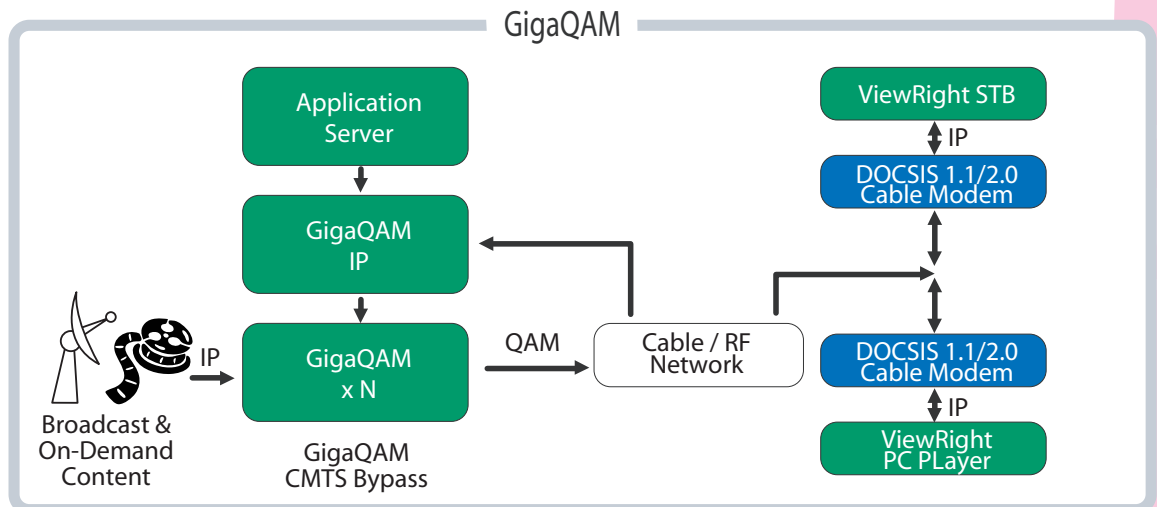 GigaQAM
Application
Server
GigaQAM
IP
GigaQAM
x N
GigaQAM
CMTS Bypass
IP
Broadcast &
On-Demand
Content
QAM
Cable / RF
Network
ViewRight STB
IP
DOCSIS 1.1/2.0
Cable Modem
DOCSIS 1.1/2.0
Cable Modem
IP
ViewRight
PC PLayer